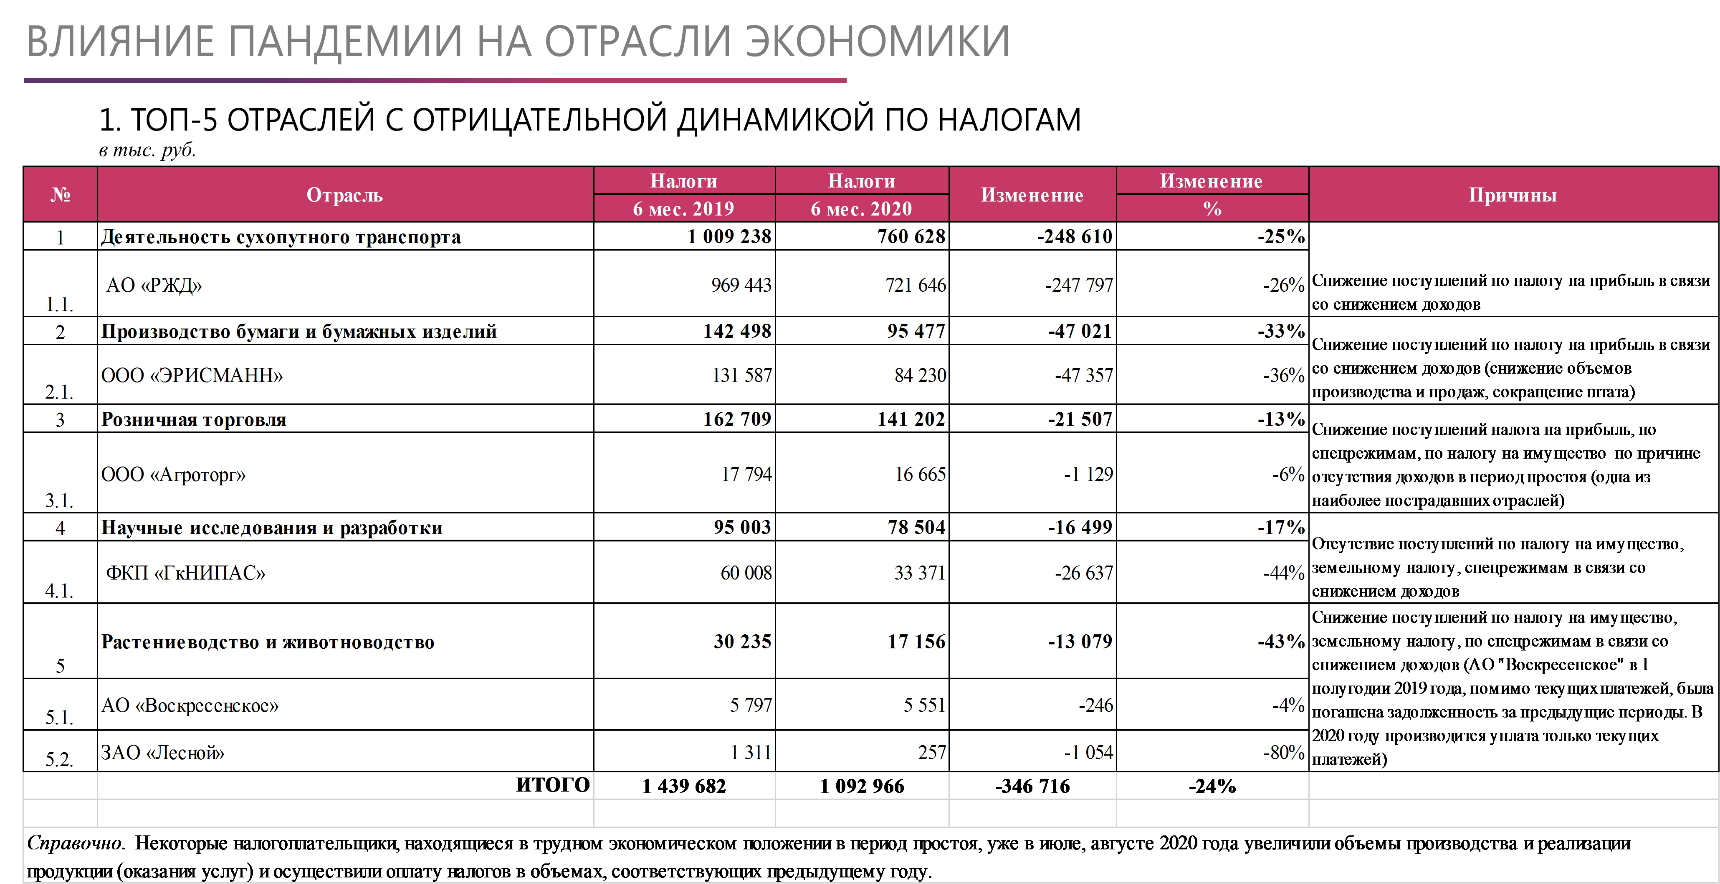 ВЛИЯНИЕ ПАНДЕМИИ НА ОТРАСЛИ ЭКОНОМИКИ
1. ТОП-5 ОТРАСЛЕЙ С ОТРИЦАТЕЛЬНОЙ ДИНАМИКОЙ ПО НАЛОГАМ
в тыс. руб.
№ Отрасль Налоги 6 мес. 2019 Налоги 6 мес. 2020 Изменение Изменение % Причины
1 Деятельность сухопутного транспорта 1 009 238 760 628 -248 610 -25%
1.1. АО «РЖД» 969 443 721 646 -247 797 -26%
Снижение поступлений по налогу на прибыль в связи
со снижением доходов
2 Производство бумаги и бумажных изделий 142 498 95 477 -47 021 -33%
2.1. ООО «ЭРИСМАНН» 131 587 84 230 -47 357 -36%
Снижение поступлений по налогу на прибыль в связи
со снижением доходов (снижение объемов
производства и продаж, сокращение штата)
3 Розничная торговля 162 709 141 202 -21 507 -13%
3.1. ООО «Агроторг» 17 794 16 665 -1 129 -6%
Снижение поступлений налога на прибыль, по
спецрежимам, по налогу на имущество по причине
отсутствия доходов в период простоя (одна из
наиболее пострадавших отраслей)
4 Научные исследования и разработки 95 003 78 504 -16 499 -17%
4.1. ФКП «ГкНИПАС» 60 008 33 371 -26 637 -44%
Отсутствие поступлений по налогу на имущество,
земельному налогу, спецрежимам в связи со
снижением доходов
5 Растениеводство и животноводство 30 235 17 156 -13 079 -43%
5.1. АО «Воскресенское» 5 797 5 551 -246 -4%
5.2. ЗАО «Лесной» 1 311 257 -1 054 -80%
Снижение поступлений по налогу на имущество,
земельному налогу, по спецрежимам в связи со
снижением доходов (АО "Воскресенское" в 1
полугодии 2019 года, помимо текущих платежей, была
погашена задолженность за предыдущие периоды. В
2020 году производится уплата только текущих
платежей)
ИТОГО 1 439 682 1 092 966 -346 716 -24%
Справочно. Некоторые налогоплательщики, находящиеся в трудном экономическом положении в период простоя, уже в июле, августе 2020 года увеличили объемы производства и реализации
продукции (оказания услуг) и осуществили оплату налогов в объемах, соответствующих предыдущему году.